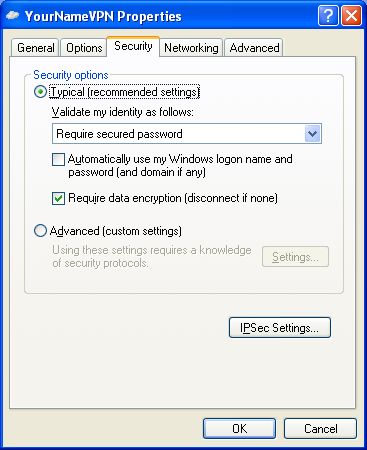 YourNameVPN Properties
General Options Security Networking Advanced
Security options
Typical (recommended settings)
Validate my identity as follows:
Require secured password
Automatically use my Windows logon name and
password (and domain if any)
Require data encryption (disconnect if none)
Advanced (custom settings)
Using these settings requires a knowledge
of security protocols.
Settings...
IPSec Settings...
OK Cancel